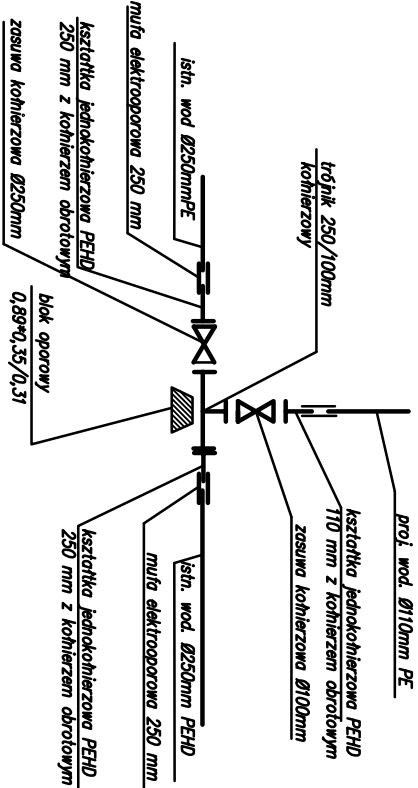 zasuwa kołnierzowa Ø250mm
kształtka jednokołnierzowa PEHD
250 mm z kołnierzem obrotowym
mufa elektrooporowa 250 mm
istn. wod Ø250mmPE
trójnik 250/100mm
kołnierzowy
blok oporowy
0,89*0,35/0,31
proj. wod. Ø110mm PE
kształtka jednokołnierzowa PEHD
110 mm z kołnierzem obrotowym
zasuwa kołnierzowa Ø100mm
istn. wod. Ø250mm PEHD
mufa elektrooporowa 250 mm
kształtka jednokołnierzowa PEHD
250 mm z kołnierzem obrotowym